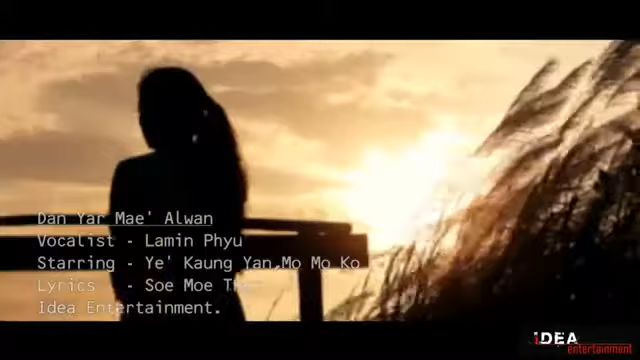 Dan Yar Mae' Alwan
Vocalist - Lamin Phyu
Starring - Ye' Kaung Yan,Mo Mo Ko
Lyrics - Soe Moe
Idea Entertainment.
iDEA
entertainment